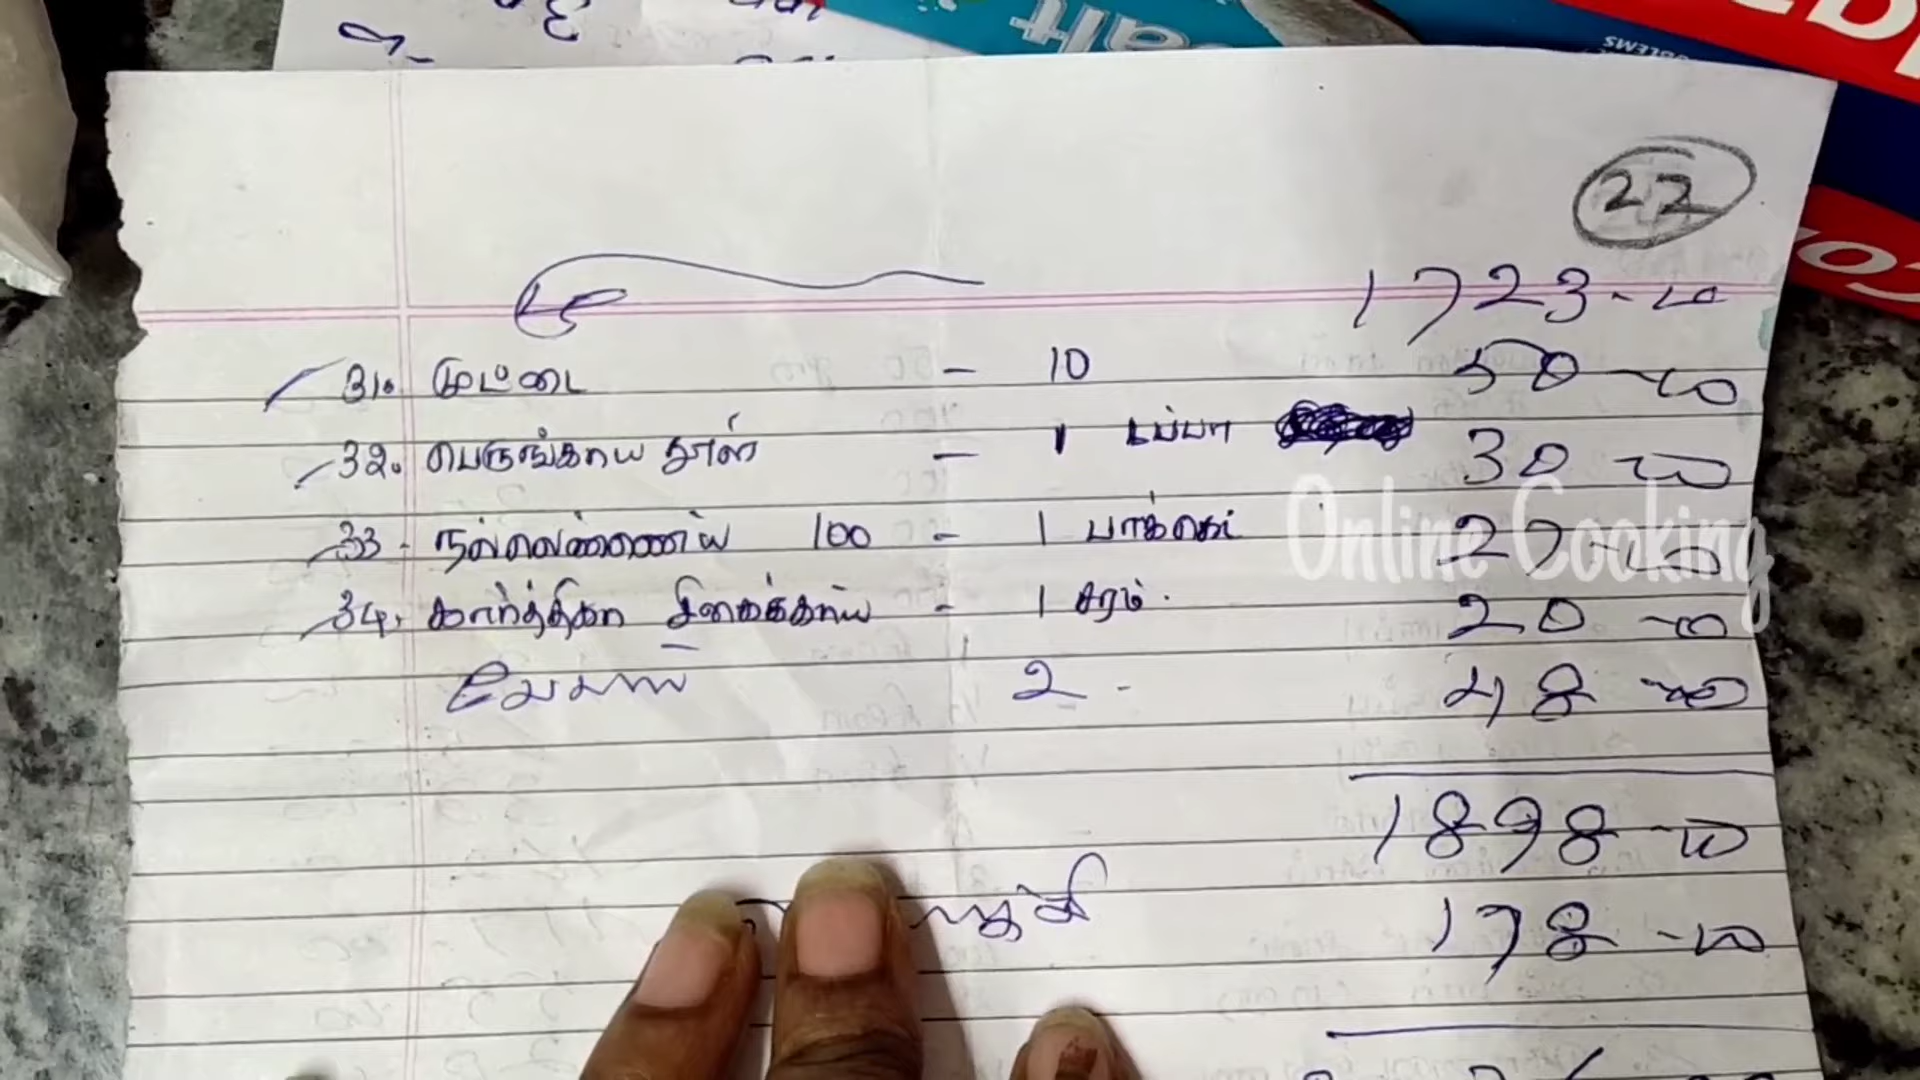 22
1723-00
31. முட்டை - 10 50-00
32. பெருங்காய தூள் - 1 டப்பா 30-00
33. நல்லெண்ணெய் 100 - 1 பாக்கெட் 27-00
34. கார்த்திகா சிகைக்காய் - 1 சரம். 20-00
2 - 48-00
1898-00
178-00
Online Cooking